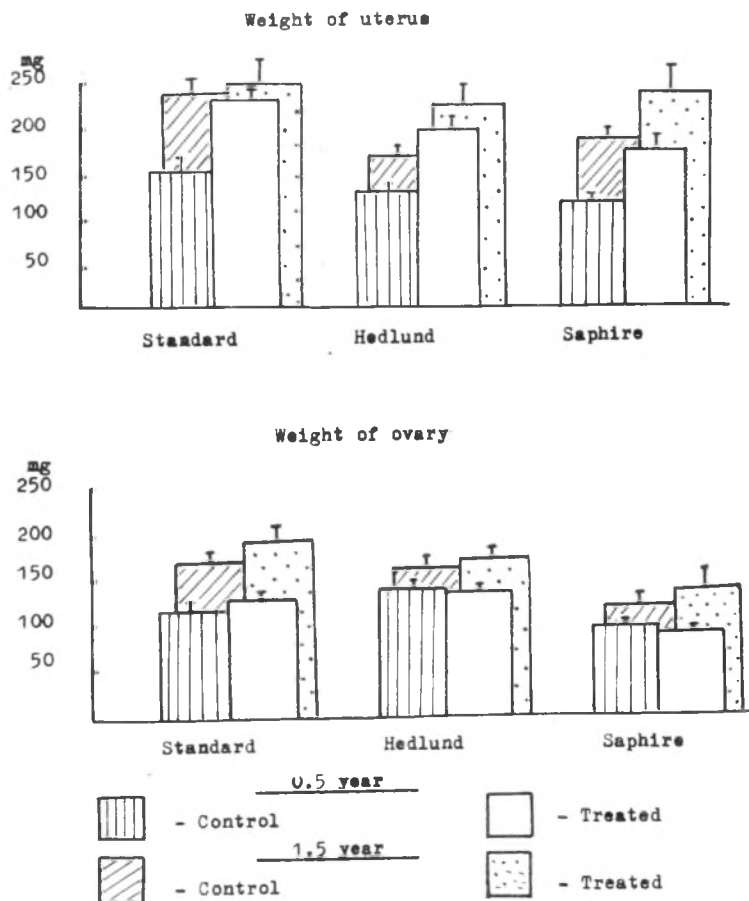 Weight of uterus
mg
250
200
150
100
50
Standard Hedlund Saphire
Weight of ovary
mg
250
200
150
100
50
Standard Hedlund Saphire
0.5 year
- Control - Treated
1.5 year
- Control - Treated